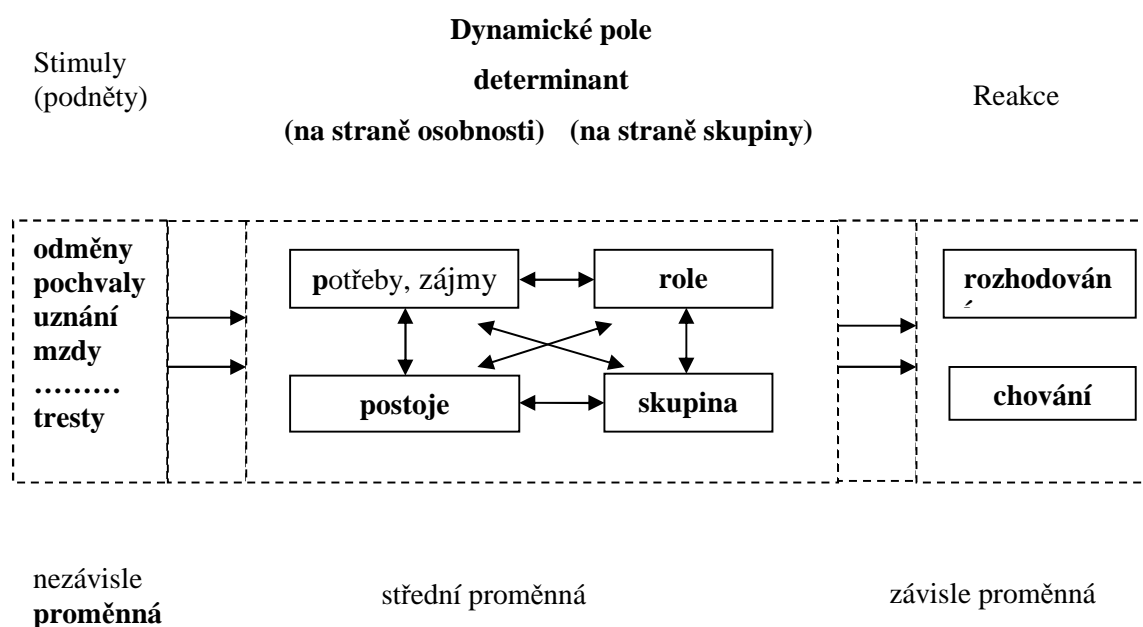 Stimuly
(podněty)
Dynamické pole
determinant
(na straně osobnosti) (na straně skupiny)
Reakce
odměny
pochvaly
uznání
mzdy
………
tresty
potřeby, zájmy
role
postoje
skupina
rozhodován
chování
nezávisle
proměnná
střední proměnná
závisle proměnná